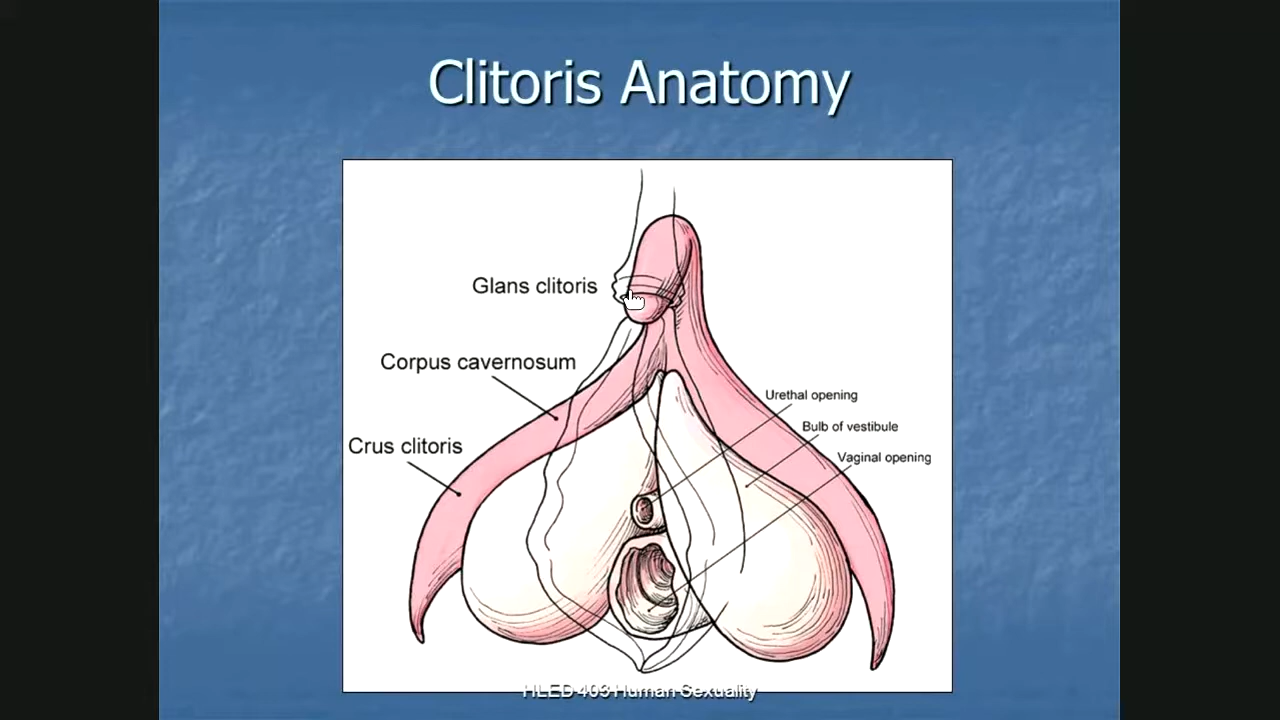 Clitoris Anatomy
Glans clitoris
Corpus cavernosum
Crus clitoris
Urethal opening
Bulb of vestibule
Vaginal opening
HLED 403 Human Sexuality